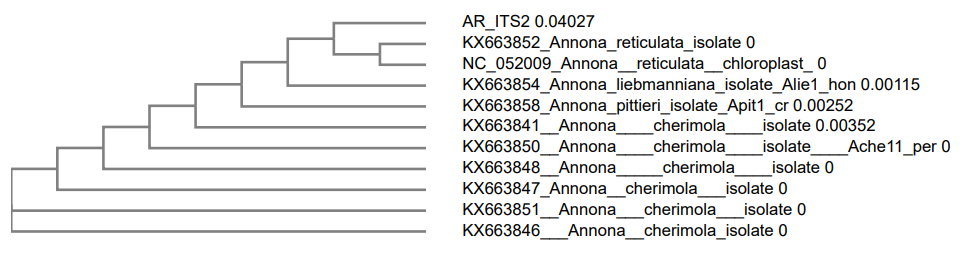 AR_ITS2 0.04027
KX663852_Annona_reticulata_isolate 0
NC_052009_Annona__reticulata__chloroplast_ 0
KX663854_Annona_liebmanniana_isolate_Alie1_hon 0.00115
KX663858_Annona_pittieri_isolate_Apit1_cr 0.00252
KX663841__Annona____cherimola____isolate 0.00352
KX663850__Annona____cherimola____isolate____Ache11_per 0
KX663848__Annona_____cherimola____isolate 0
KX663847_Annona__cherimola___isolate 0
KX663851__Annona___cherimola___isolate 0
KX663846___Annona__cherimola_isolate 0